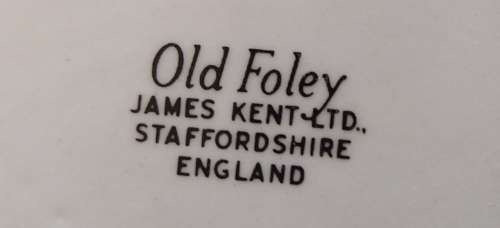 Old Foley
JAMES KENT LTD.,
STAFFORDSHIRE
ENGLAND